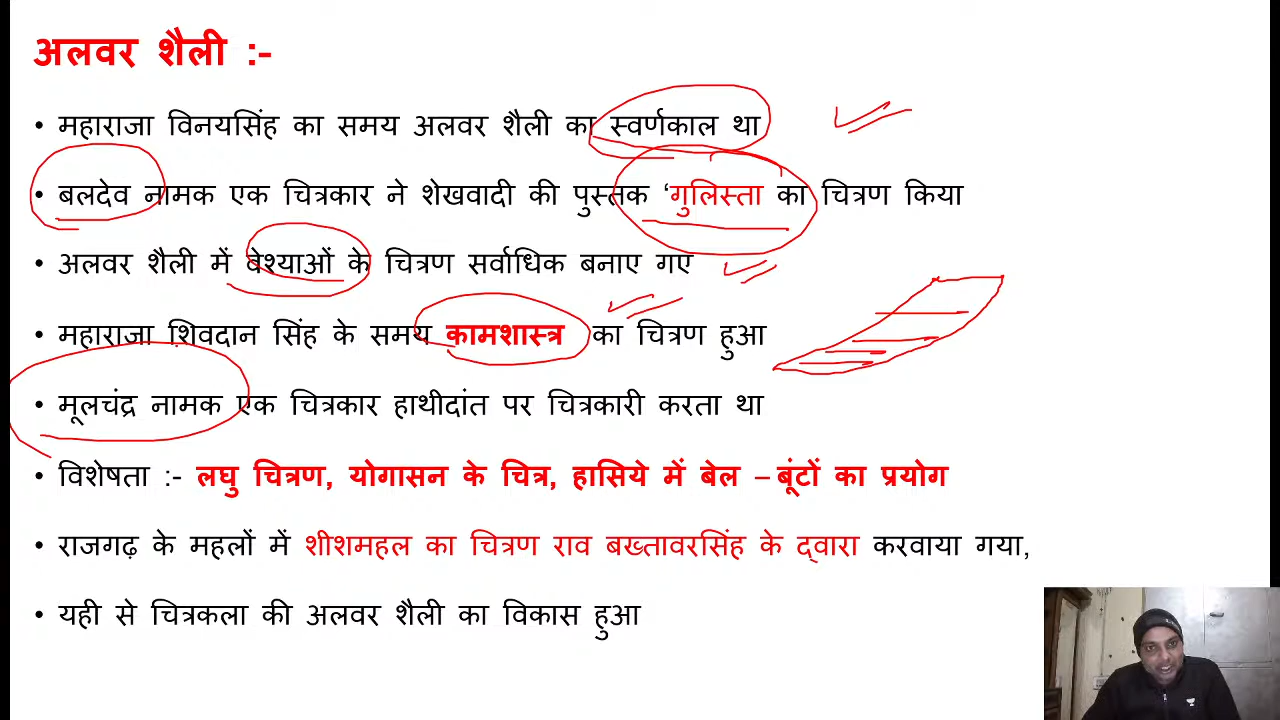 अलवर शैली :-
• महाराजा विनयसिंह का समय अलवर शैली का स्वर्णकाल था
• बलदेव नामक एक चित्रकार ने शेखवादी की पुस्तक ‘गुलिस्ता का चित्रण किया
• अलवर शैली में वेश्याओं के चित्रण सर्वाधिक बनाए गए
• महाराजा शिवदान सिंह के समय कामशास्त्र का चित्रण हुआ
• मूलचंद्र नामक एक चित्रकार हाथीदांत पर चित्रकारी करता था
• विशेषता :- लघु चित्रण, योगासन के चित्र, हासिये में बेल – बूंटों का प्रयोग
• राजगढ़ के महलों में शीशमहल का चित्रण राव बख्तावरसिंह के द्वारा करवाया गया,
• यही से चित्रकला की अलवर शैली का विकास हुआ